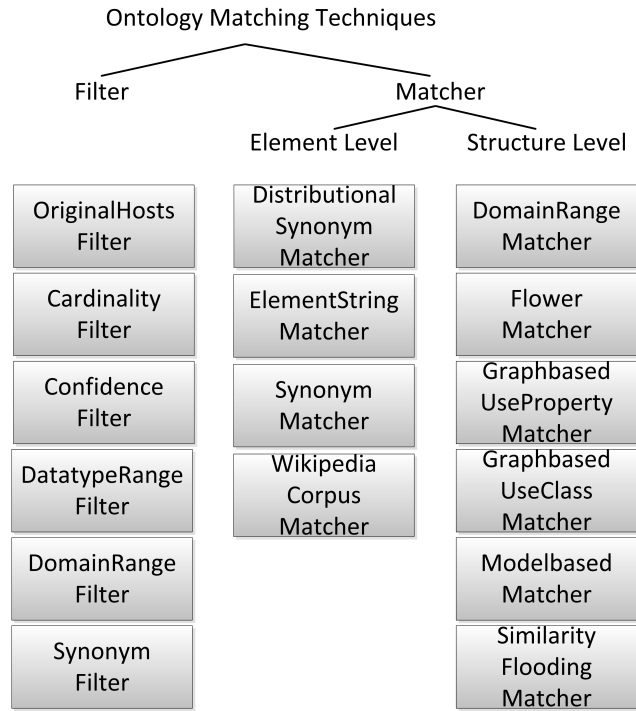 Ontology Matching Techniques
Filter
Matcher
Element Level
Structure Level
OriginalHosts
Filter
Cardinality
Filter
Confidence
Filter
DatatypeRange
Filter
DomainRange
Filter
Synonym
Filter
Distributional
Synonym
Matcher
ElementString
Matcher
Synonym
Matcher
Wikipedia
Corpus
Matcher
DomainRange
Matcher
Flower
Matcher
Graphbased
UseProperty
Matcher
Graphbased
UseClass
Matcher
Modelbased
Matcher
Similarity
Flooding
Matcher